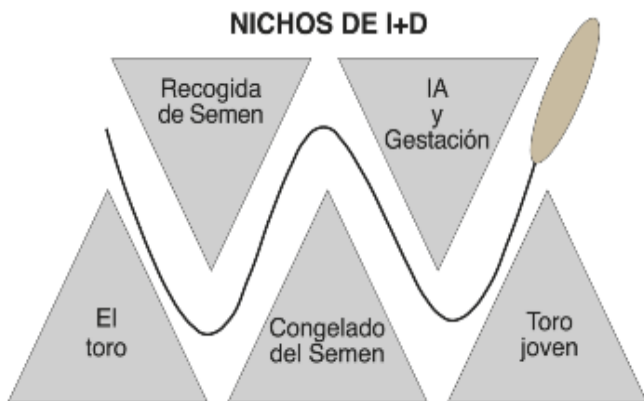 NICHOS DE I+D
Recogida
de Semen
IA
y
Gestación
El
toro
Congelado
del Semen
Toro
joven